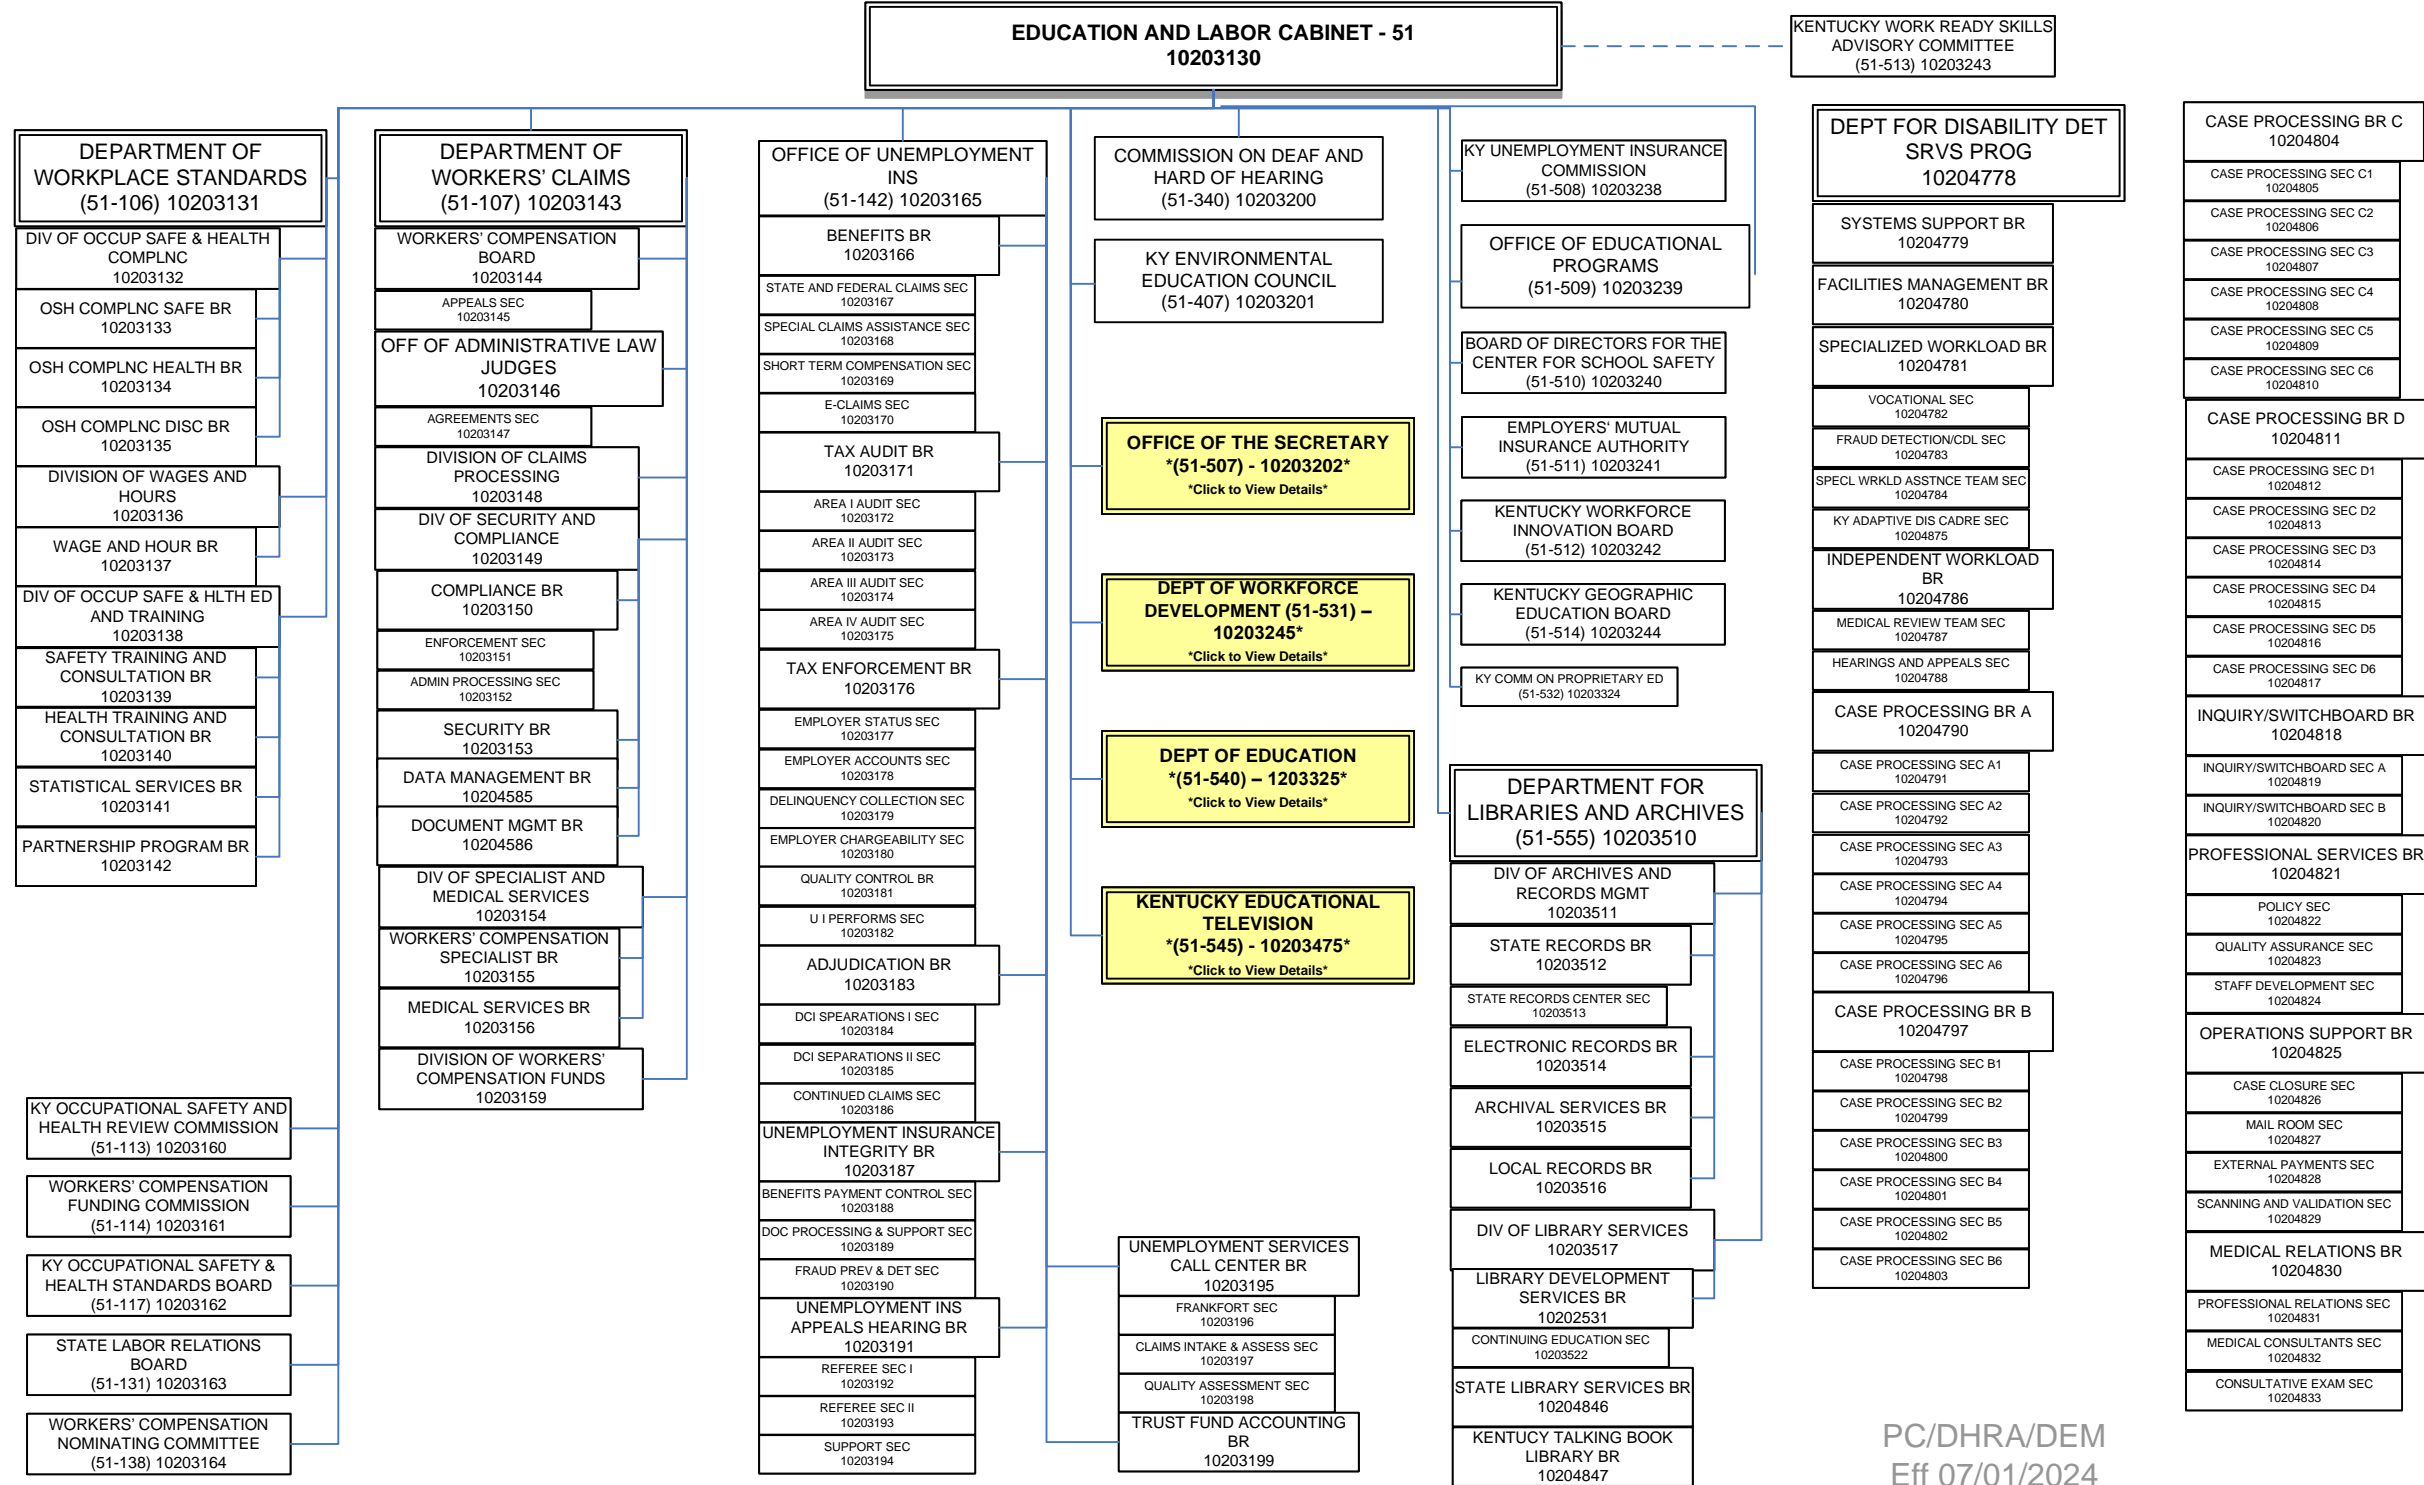 EDUCATION AND LABOR CABINET - 51
10203130
KENTUCKY WORK READY SKILLS
ADVISORY COMMITTEE
(51-513) 10203243
DEPARTMENT OF
WORKPLACE STANDARDS
(51-106) 10203131
DIV OF OCCUP SAFE & HEALTH
COMPLNC
10203132
OSH COMPLNC SAFE BR
10203133
OSH COMPLNC HEALTH BR
10203134
OSH COMPLNC DISC BR
10203135
DIVISION OF WAGES AND
HOURS
10203136
WAGE AND HOUR BR
10203137
DIV OF OCCUP SAFE & HLTH ED
AND TRAINING
10203138
SAFETY TRAINING AND
CONSULTATION BR
10203139
HEALTH TRAINING AND
CONSULTATION BR
10203140
STATISTICAL SERVICES BR
10203141
PARTNERSHIP PROGRAM BR
10203142
KY OCCUPATIONAL SAFETY AND
HEALTH REVIEW COMMISSION
(51-113) 10203160
WORKERS' COMPENSATION
FUNDING COMMISSION
(51-114) 10203161
KY OCCUPATIONAL SAFETY &
HEALTH STANDARDS BOARD
(51-117) 10203162
STATE LABOR RELATIONS
BOARD
(51-131) 10203163
WORKERS' COMPENSATION
NOMINATING COMMITTEE
(51-138) 10203164
DEPARTMENT OF
WORKERS' CLAIMS
(51-107) 10203143
WORKERS' COMPENSATION
BOARD
10203144
APPEALS SEC
10203145
OFF OF ADMINISTRATIVE LAW
JUDGES
10203146
AGREEMENTS SEC
10203147
DIVISION OF CLAIMS
PROCESSING
10203148
DIV OF SECURITY AND
COMPLIANCE
10203149
COMPLIANCE BR
10203150
ENFORCEMENT SEC
10203151
ADMIN PROCESSING SEC
10203152
SECURITY BR
10203153
DATA MANAGEMENT BR
10204585
DOCUMENT MGMT BR
10204586
DIV OF SPECIALIST AND
MEDICAL SERVICES
10203154
WORKERS' COMPENSATION
SPECIALIST BR
10203155
MEDICAL SERVICES BR
10203156
DIVISION OF WORKERS'
COMPENSATION FUNDS
10203159
OFFICE OF UNEMPLOYMENT
INS
(51-142) 10203165
BENEFITS BR
10203166
STATE AND FEDERAL CLAIMS SEC
10203167
SPECIAL CLAIMS ASSISTANCE SEC
10203168
SHORT TERM COMPENSATION SEC
10203169
E-CLAIMS SEC
10203170
TAX AUDIT BR
10203171
AREA I AUDIT SEC
10203172
AREA II AUDIT SEC
10203173
AREA III AUDIT SEC
10203174
AREA IV AUDIT SEC
10203175
TAX ENFORCEMENT BR
10203176
EMPLOYER STATUS SEC
10203177
EMPLOYER ACCOUNTS SEC
10203178
DELINQUENCY COLLECTION SEC
10203179
EMPLOYER CHARGEABILITY SEC
10203180
QUALITY CONTROL BR
10203181
U I PERFORMS SEC
10203182
ADJUDICATION BR
10203183
DCI SPEARATIONS I SEC
10203184
DCI SEPARATIONS II SEC
10203185
CONTINUED CLAIMS SEC
10203186
UNEMPLOYMENT INSURANCE
INTEGRITY BR
10203187
BENEFITS PAYMENT CONTROL SEC
10203188
DOC PROCESSING & SUPPORT SEC
10203189
FRAUD PREV & DET SEC
10203190
UNEMPLOYMENT INS
APPEALS HEARING BR
10203191
REFEREE SEC I
10203192
REFEREE SEC II
10203193
SUPPORT SEC
10203194
COMMISSION ON DEAF AND
HARD OF HEARING
(51-340) 10203200
KY ENVIRONMENTAL
EDUCATION COUNCIL
(51-407) 10203201
OFFICE OF THE SECRETARY
*(51-507) - 10203202*
*Click to View Details*
DEPT OF WORKFORCE
DEVELOPMENT (51-531) –
10203245*
*Click to View Details*
DEPT OF EDUCATION
*(51-540) – 1203325*
*Click to View Details*
KENTUCKY EDUCATIONAL
TELEVISION
*(51-545) - 10203475*
*Click to View Details*
UNEMPLOYMENT SERVICES
CALL CENTER BR
10203195
FRANKFORT SEC
10203196
CLAIMS INTAKE & ASSESS SEC
10203197
QUALITY ASSESSMENT SEC
10203198
TRUST FUND ACCOUNTING
BR
10203199
KY UNEMPLOYMENT INSURANCE
COMMISSION
(51-508) 10203238
OFFICE OF EDUCATIONAL
PROGRAMS
(51-509) 10203239
BOARD OF DIRECTORS FOR THE
CENTER FOR SCHOOL SAFETY
(51-510) 10203240
EMPLOYERS' MUTUAL
INSURANCE AUTHORITY
(51-511) 10203241
KENTUCKY WORKFORCE
INNOVATION BOARD
(51-512) 10203242
KENTUCKY GEOGRAPHIC
EDUCATION BOARD
(51-514) 10203244
KY COMM ON PROPRIETARY ED
(51-532) 10203324
DEPARTMENT FOR
LIBRARIES AND ARCHIVES
(51-555) 10203510
DIV OF ARCHIVES AND
RECORDS MGMT
10203511
STATE RECORDS BR
10203512
STATE RECORDS CENTER SEC
10203513
ELECTRONIC RECORDS BR
10203514
ARCHIVAL SERVICES BR
10203515
LOCAL RECORDS BR
10203516
DIV OF LIBRARY SERVICES
10203517
LIBRARY DEVELOPMENT
SERVICES BR
10202531
CONTINUING EDUCATION SEC
10203522
STATE LIBRARY SERVICES BR
10204846
KENTUCY TALKING BOOK
LIBRARY BR
10204847
DEPT FOR DISABILITY DET
SRVS PROG
10204778
SYSTEMS SUPPORT BR
10204779
FACILITIES MANAGEMENT BR
10204780
SPECIALIZED WORKLOAD BR
10204781
VOCATIONAL SEC
10204782
FRAUD DETECTION/CDL SEC
10204783
SPECL WRKLD ASSTNCE TEAM SEC
10204784
KY ADAPTIVE DIS CADRE SEC
10204875
INDEPENDENT WORKLOAD
BR
10204786
MEDICAL REVIEW TEAM SEC
10204787
HEARINGS AND APPEALS SEC
10204788
CASE PROCESSING BR A
10204790
CASE PROCESSING SEC A1
10204791
CASE PROCESSING SEC A2
10204792
CASE PROCESSING SEC A3
10204793
CASE PROCESSING SEC A4
10204794
CASE PROCESSING SEC A5
10204795
CASE PROCESSING SEC A6
10204796
CASE PROCESSING BR B
10204797
CASE PROCESSING SEC B1
10204798
CASE PROCESSING SEC B2
10204799
CASE PROCESSING SEC B3
10204800
CASE PROCESSING SEC B4
10204801
CASE PROCESSING SEC B5
10204802
CASE PROCESSING SEC B6
10204803
CASE PROCESSING BR C
10204804
CASE PROCESSING SEC C1
10204805
CASE PROCESSING SEC C2
10204806
CASE PROCESSING SEC C3
10204807
CASE PROCESSING SEC C4
10204808
CASE PROCESSING SEC C5
10204809
CASE PROCESSING SEC C6
10204810
CASE PROCESSING BR D
10204811
CASE PROCESSING SEC D1
10204812
CASE PROCESSING SEC D2
10204813
CASE PROCESSING SEC D3
10204814
CASE PROCESSING SEC D4
10204815
CASE PROCESSING SEC D5
10204816
CASE PROCESSING SEC D6
10204817
INQUIRY/SWITCHBOARD BR
10204818
INQUIRY/SWITCHBOARD SEC A
10204819
INQUIRY/SWITCHBOARD SEC B
10204820
PROFESSIONAL SERVICES BR
10204821
POLICY SEC
10204822
QUALITY ASSURANCE SEC
10204823
STAFF DEVELOPMENT SEC
10204824
OPERATIONS SUPPORT BR
10204825
CASE CLOSURE SEC
10204826
MAIL ROOM SEC
10204827
EXTERNAL PAYMENTS SEC
10204828
SCANNING AND VALIDATION SEC
10204829
MEDICAL RELATIONS BR
10204830
PROFESSIONAL RELATIONS SEC
10204831
MEDICAL CONSULTANTS SEC
10204832
CONSULTATIVE EXAM SEC
10204833
PC/DHRA/DEM
Eff 07/01/2024